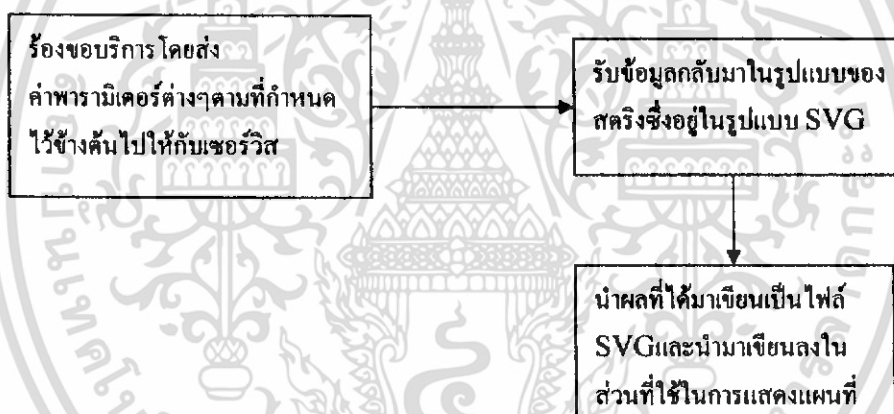 ร้องขอบริการโดยส่ง
ค่าพารามิเตอร์ต่างๆตามที่กำหนด
ไว้ข้างต้นไปให้กับเซอร์วิส
รับข้อมูลกลับมาในรูปแบบของ
สตริงซึ่งอยู่ในรูปแบบ SVG
นำผลที่ได้มาเขียนเป็นไฟล์
SVGและนำมาเขียนลงใน
ส่วนที่ใช้ในการแสดงแผนที่